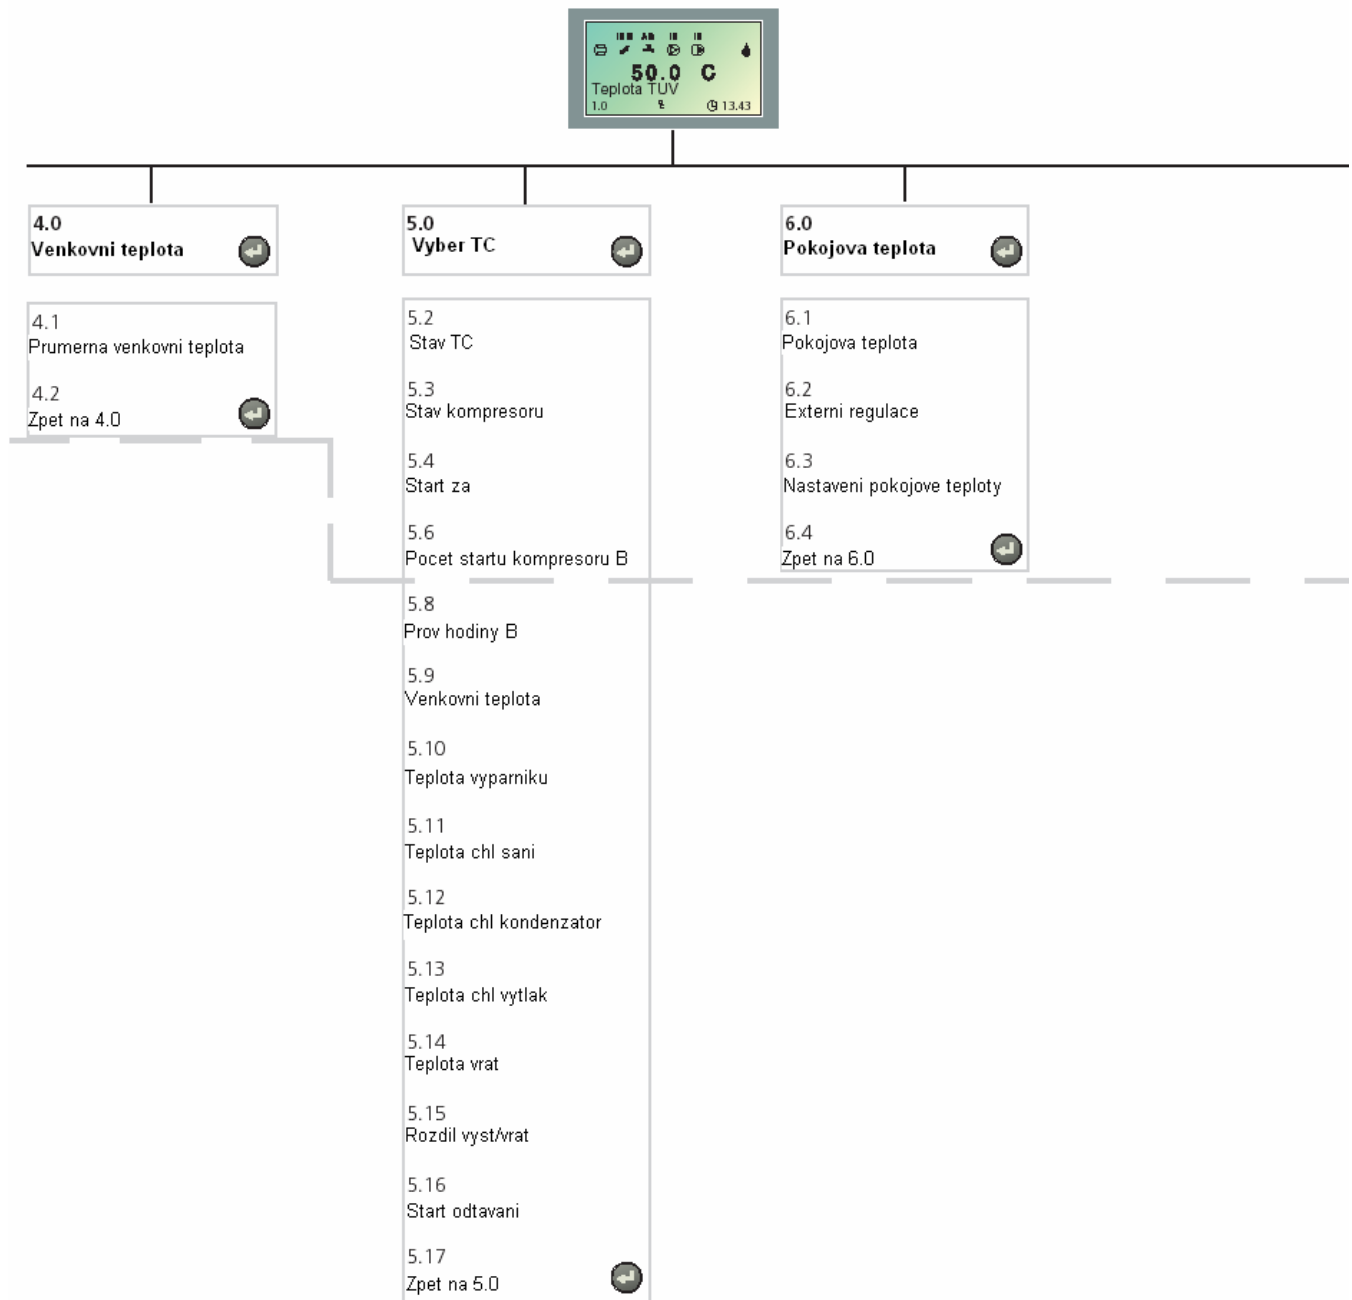 50.0 C
Teplota TUV
1.0 13.43
4.0
Venkovni teplota
4.1
Prumerna venkovni teplota
4.2
Zpet na 4.0
5.0
Vyber TC
5.2
Stav TC
5.3
Stav kompresoru
5.4
Start za
5.6
Pocet startu kompresoru B
5.8
Prov hodiny B
5.9
Venkovni teplota
5.10
Teplota vyparniku
5.11
Teplota chl sani
5.12
Teplota chl kondenzator
5.13
Teplota chl vytlak
5.14
Teplota vrat
5.15
Rozdil vyst/vrat
5.16
Start odtavani
5.17
Zpet na 5.0
6.0
Pokojova teplota
6.1
Pokojova teplota
6.2
Externi regulace
6.3
Nastaveni pokojove teploty
6.4
Zpet na 6.0